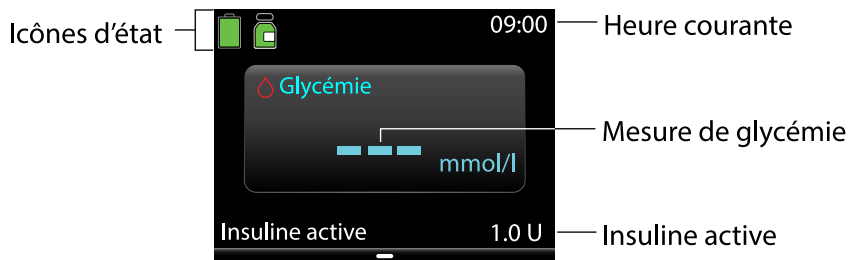 Icônes d’état
09:00
Heure courante
Glycémie
Mesure de glycémie
mmol/l
Insuline active
1.0 U
Insuline active